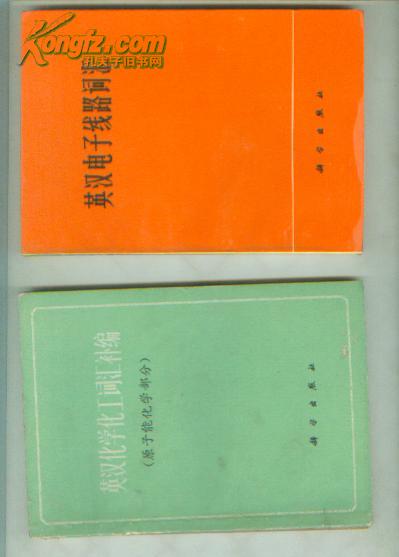 Kongfz.com
孔夫子旧书网
英汉电子线路词汇
科学出版社
英汉化学化工词汇补编
(原子能化学部分)
科学出版社